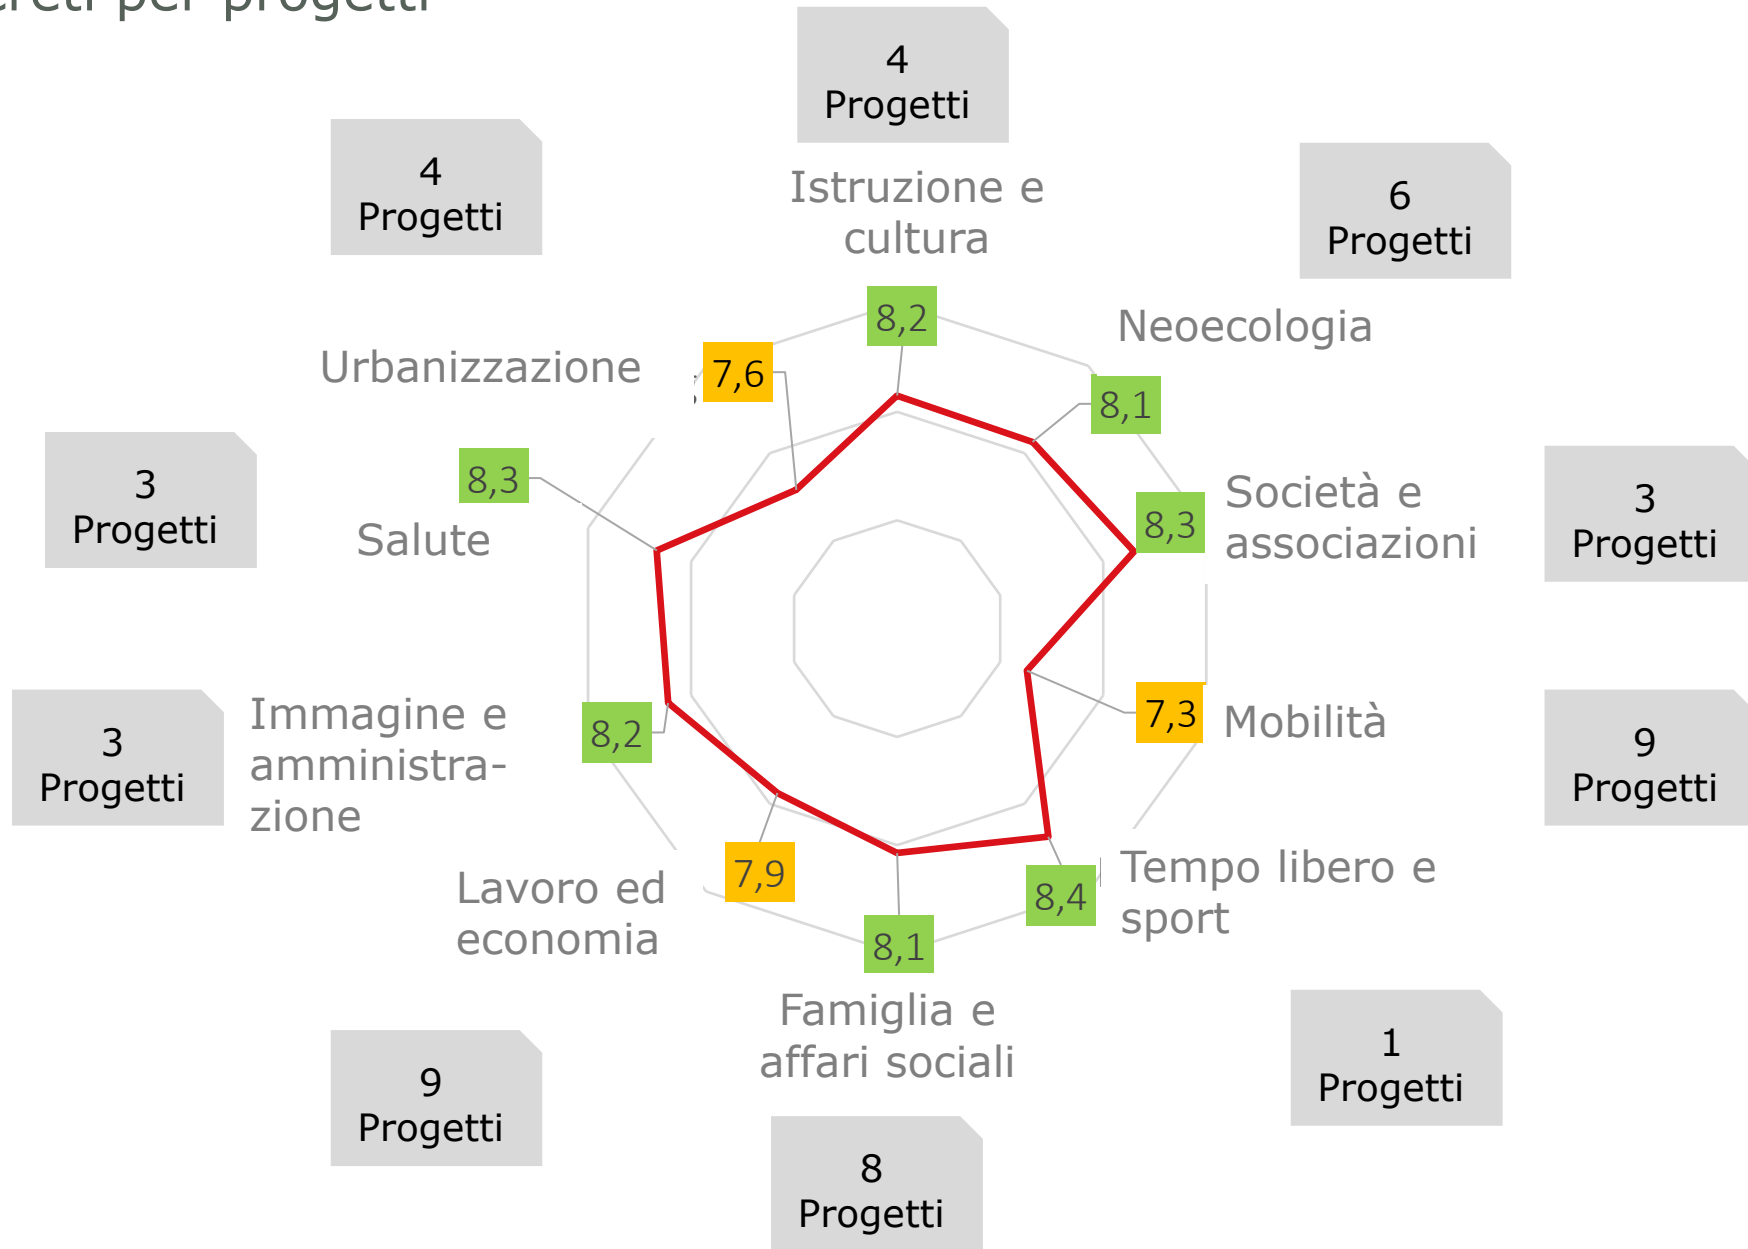 per progetti
4
Progetti
4
Progetti
Istruzione e
cultura
6
Progetti
8,2
Neoecologia
Urbanizzazione
7,6
8,1
3
Progetti
8,3
Salute
8,3
Società e
associazioni
3
Progetti
3
Progetti
Immagine e
amministra-
zione
8,2
7,3
Mobilità
9
Progetti
Lavoro ed
economia
7,9
8,1
8,4
Tempo libero e
sport
Famiglia e
affari sociali
9
Progetti
1
Progetti
8
Progetti